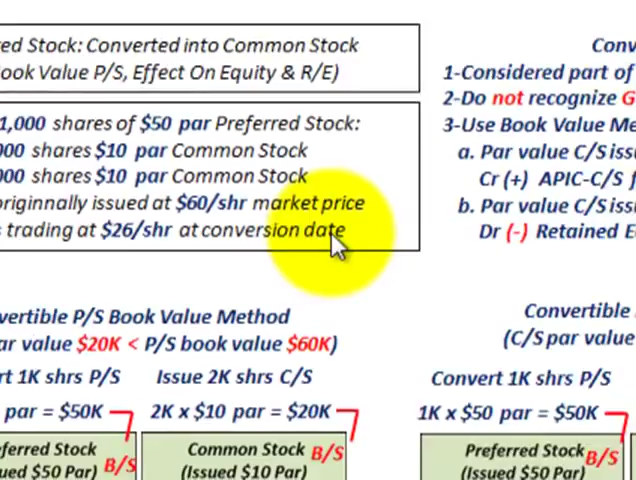 ed Stock: Converted into Common Stock
ook Value P/S, Effect On Equity & R/E)
1,000 shares of $50 par Preferred Stock:
000 shares $10 par Common Stock
000 shares $10 par Common Stock
originnally issued at $60/shr market price
trading at $26/shr at conversion date
Conv
1-Considered part of
2-Do not recognize G
3-Use Book Value Me
a. Par value C/S issu
Cr (+) APIC-C/S f
b. Par value C/S issu
Dr (-) Retained E
vertible P/S Book Value Method
ar value $20K < P/S book value $60K)
rt 1K shrs P/S Issue 2K shrs C/S
par = $50K 2K x $10 par = $20K
ferred Stock B/S Common Stock B/S
ued $50 Par) (Issued $10 Par)
Convertible
(C/S par value
Convert 1K shrs P/S
1K x $50 par = $50K
Preferred Stock B/S
(Issued $50 Par)